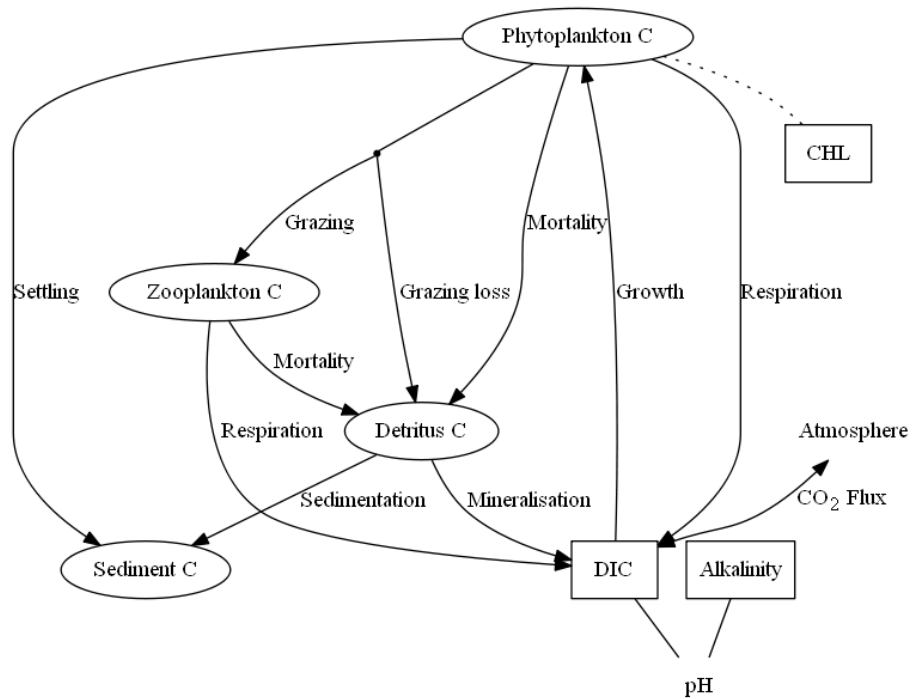 Phytoplankton C
CHL
Grazing
Mortality
Zooplankton C
Settling
Grazing loss
Growth
Respiration
Mortality
Respiration
Detritus C
Atmosphere
Sedimentation
Mineralisation
CO₂ Flux
Sediment C
DIC
Alkalinity
pH